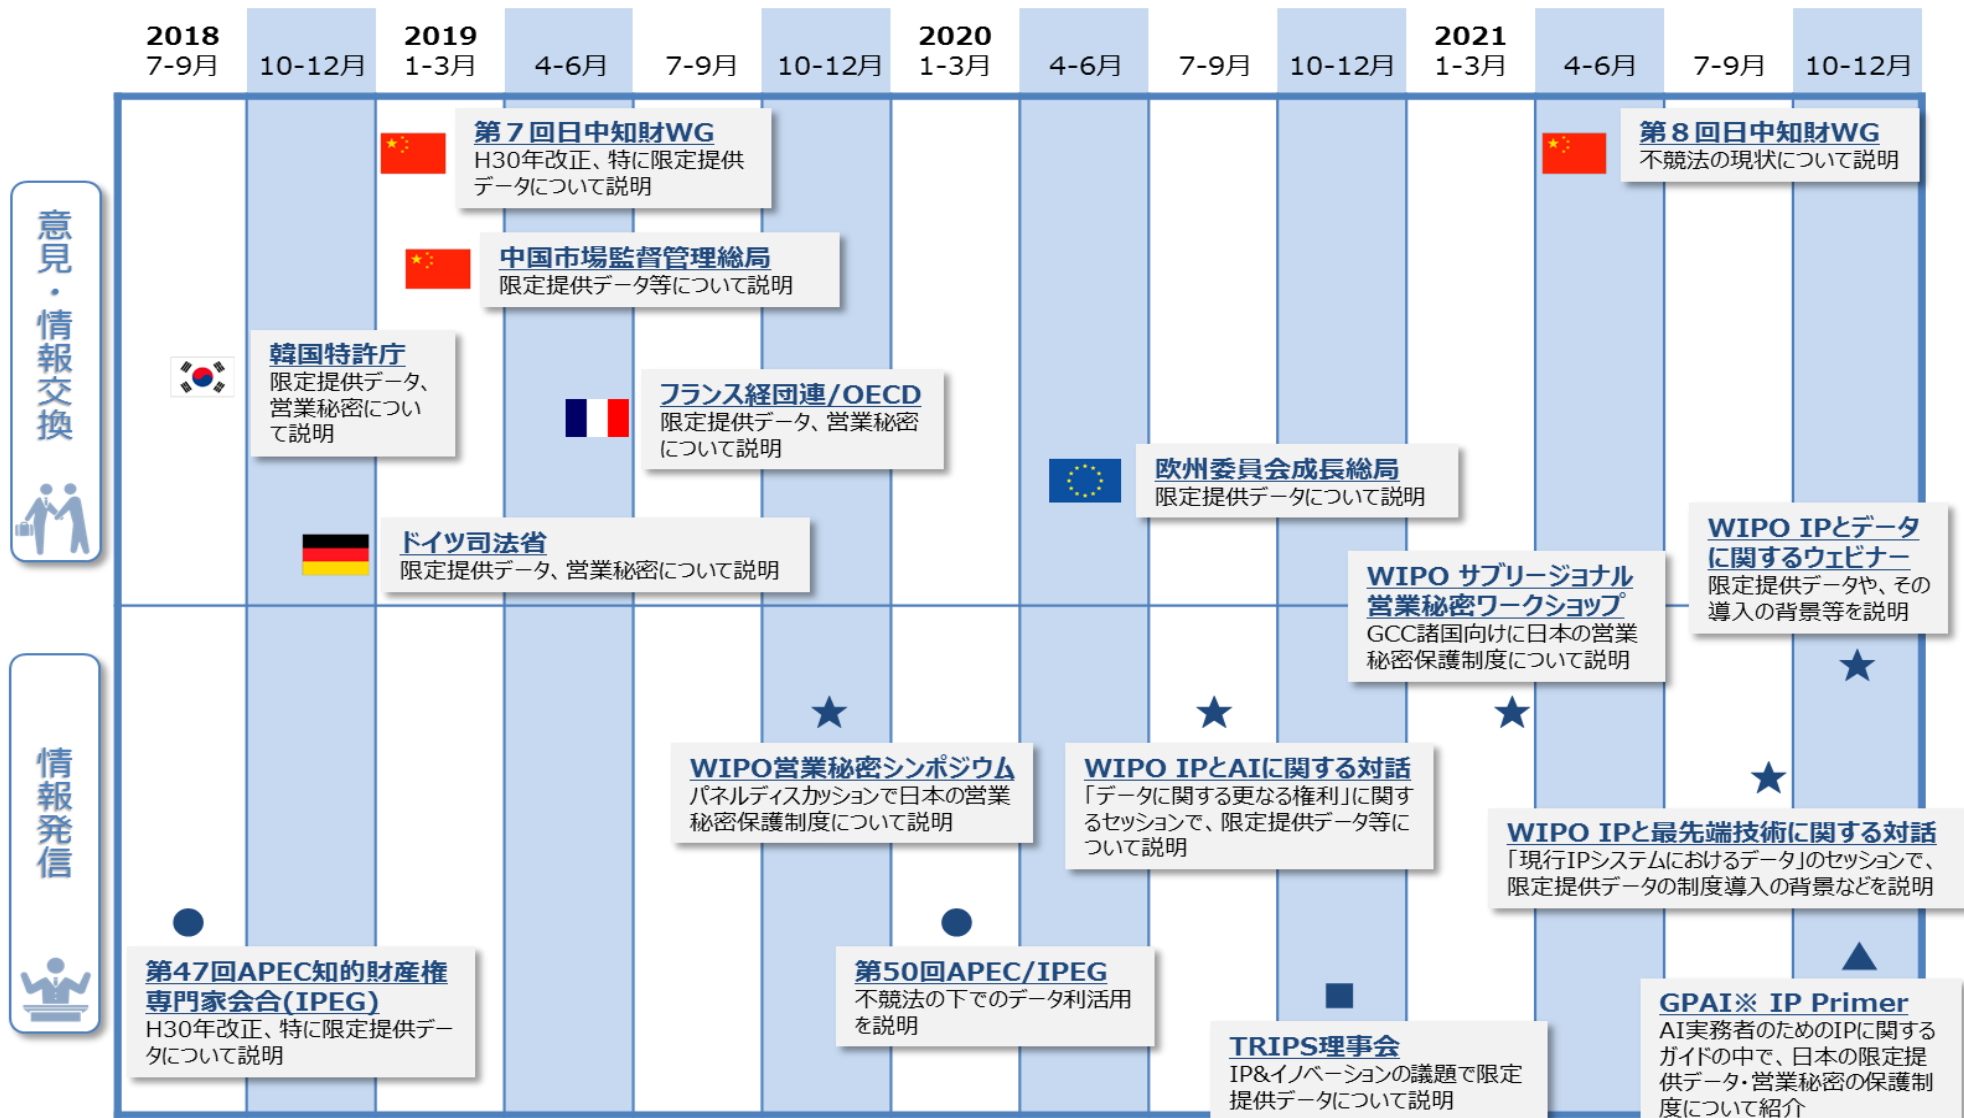 2018
7-9月
10-12月
2019
1-3月
4-6月
7-9月
10-12月
2020
1-3月
4-6月
7-9月
10-12月
2021
1-3月
4-6月
7-9月
10-12月
意見・情報交換
第7回日中知財WG
H30年改正、特に限定提供
データについて説明
第8回日中知財WG
不競法の現状について説明
中国市場監督管理総局
限定提供データ等について説明
韓国特許庁
限定提供データ、
営業秘密につい
て説明
フランス経団連/OECD
限定提供データ、営業秘密
について説明
欧州委員会成長総局
限定提供データについて説明
ドイツ司法省
限定提供データ、営業秘密について説明
WIPO サブリージョナル
営業秘密ワークショップ
GCC諸国向けに日本の営業
秘密保護制度について説明
WIPO IPとデータ
に関するウェビナー
限定提供データや、その
導入の背景等を説明
情報発信
WIPO営業秘密シンポジウム
パネルディスカッションで日本の営業
秘密保護制度について説明
WIPO IPとAIに関する対話
「データに関する更なる権利」に関す
るセッションで、限定提供データ等に
ついて説明
WIPO IPと最先端技術に関する対話
「現行IPシステムにおけるデータ」のセッションで、
限定提供データの制度導入の背景などを説明
第47回APEC知的財産権
専門家会合(IPEG)
H30年改正、特に限定提供デー
タについて説明
第50回APEC/IPEG
不競法の下でのデータ利活用
を説明
TRIPS理事会
IP&イノベーションの議題で限定
提供データについて説明
GPAI※ IP Primer
AI実務者のためのIPに関する
ガイドの中で、日本の限定提
供データ・営業秘密の保護制
度について紹介